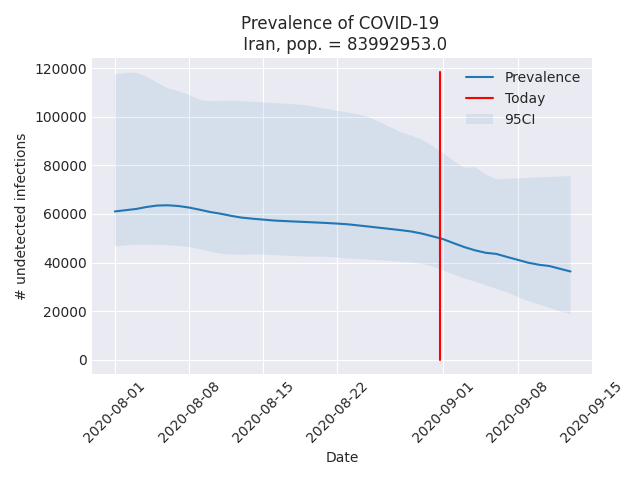 Prevalence of COVID-19
Iran, pop. = 83992953.0
120000
100000
80000
60000
40000
20000
0
# undetected infections
Prevalence
Today
95CI
2020-08-01
2020-08-08
2020-08-15
2020-08-22
2020-09-01
2020-09-08
2020-09-15
Date